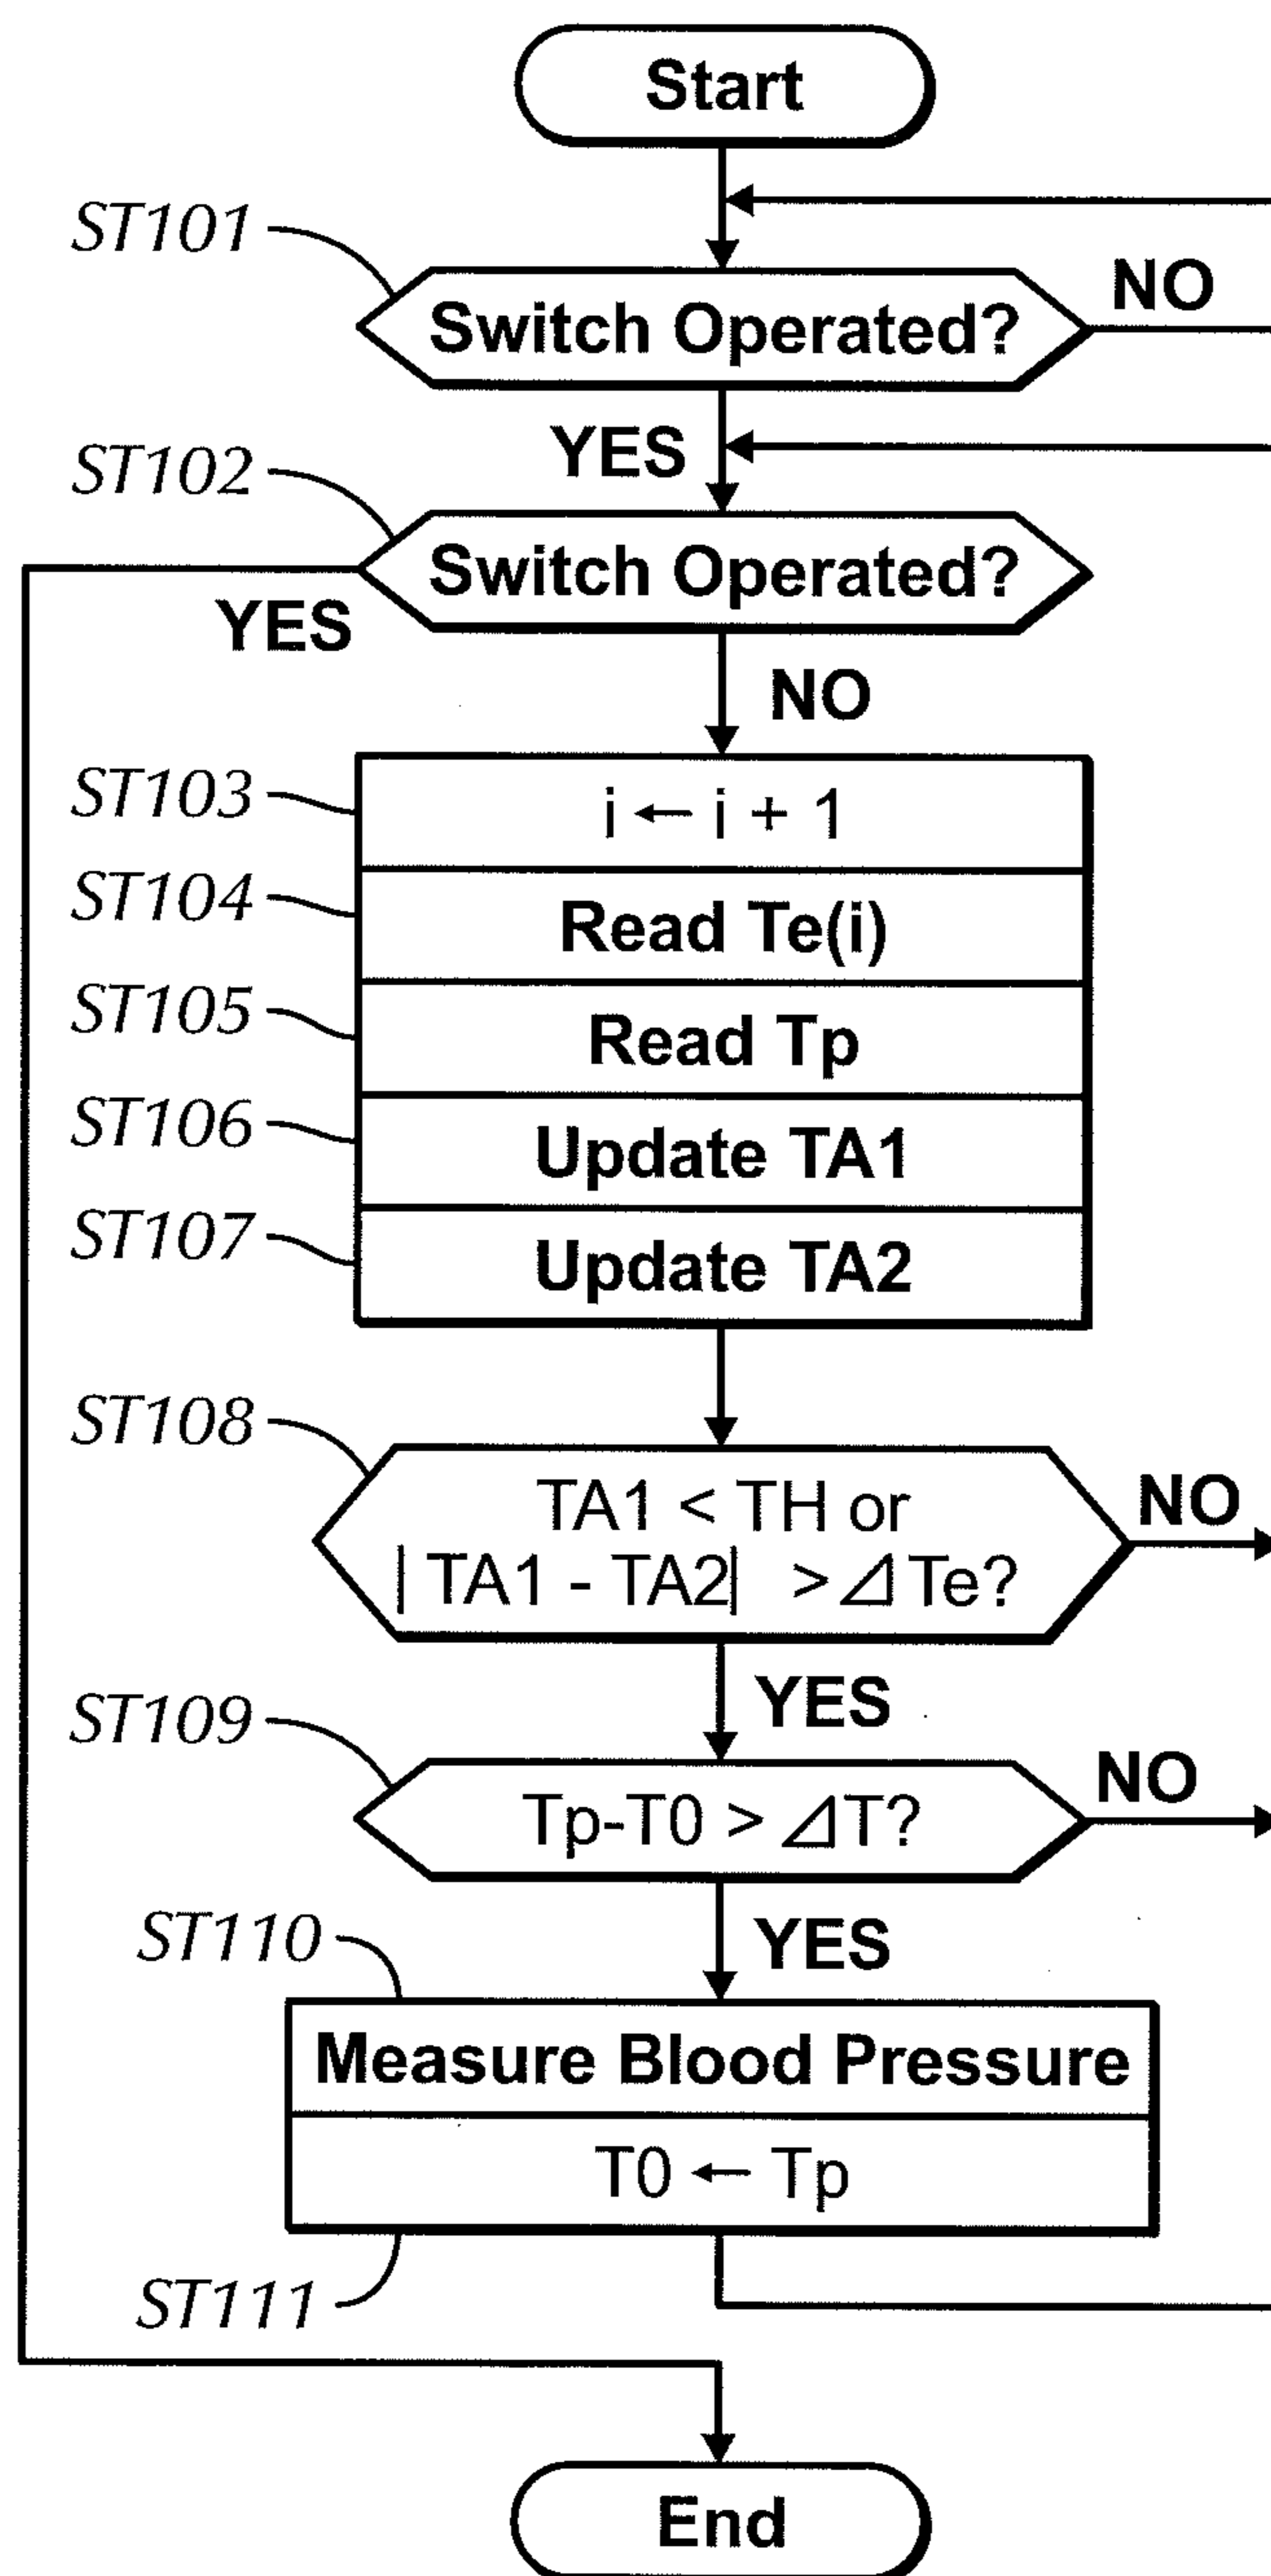 Start
ST101
Switch Operated?
NO
YES
ST102
Switch Operated?
YES
NO
ST103
i ← i + 1
ST104
Read Te(i)
ST105
Read Tp
ST106
Update TA1
ST107
Update TA2
ST108
TA1 < TH or
| TA1 - TA2| > ⊿Te?
NO
YES
ST109
Tp-T0 > ⊿T?
NO
YES
ST110
Measure Blood Pressure
T0 ← Tp
ST111
End